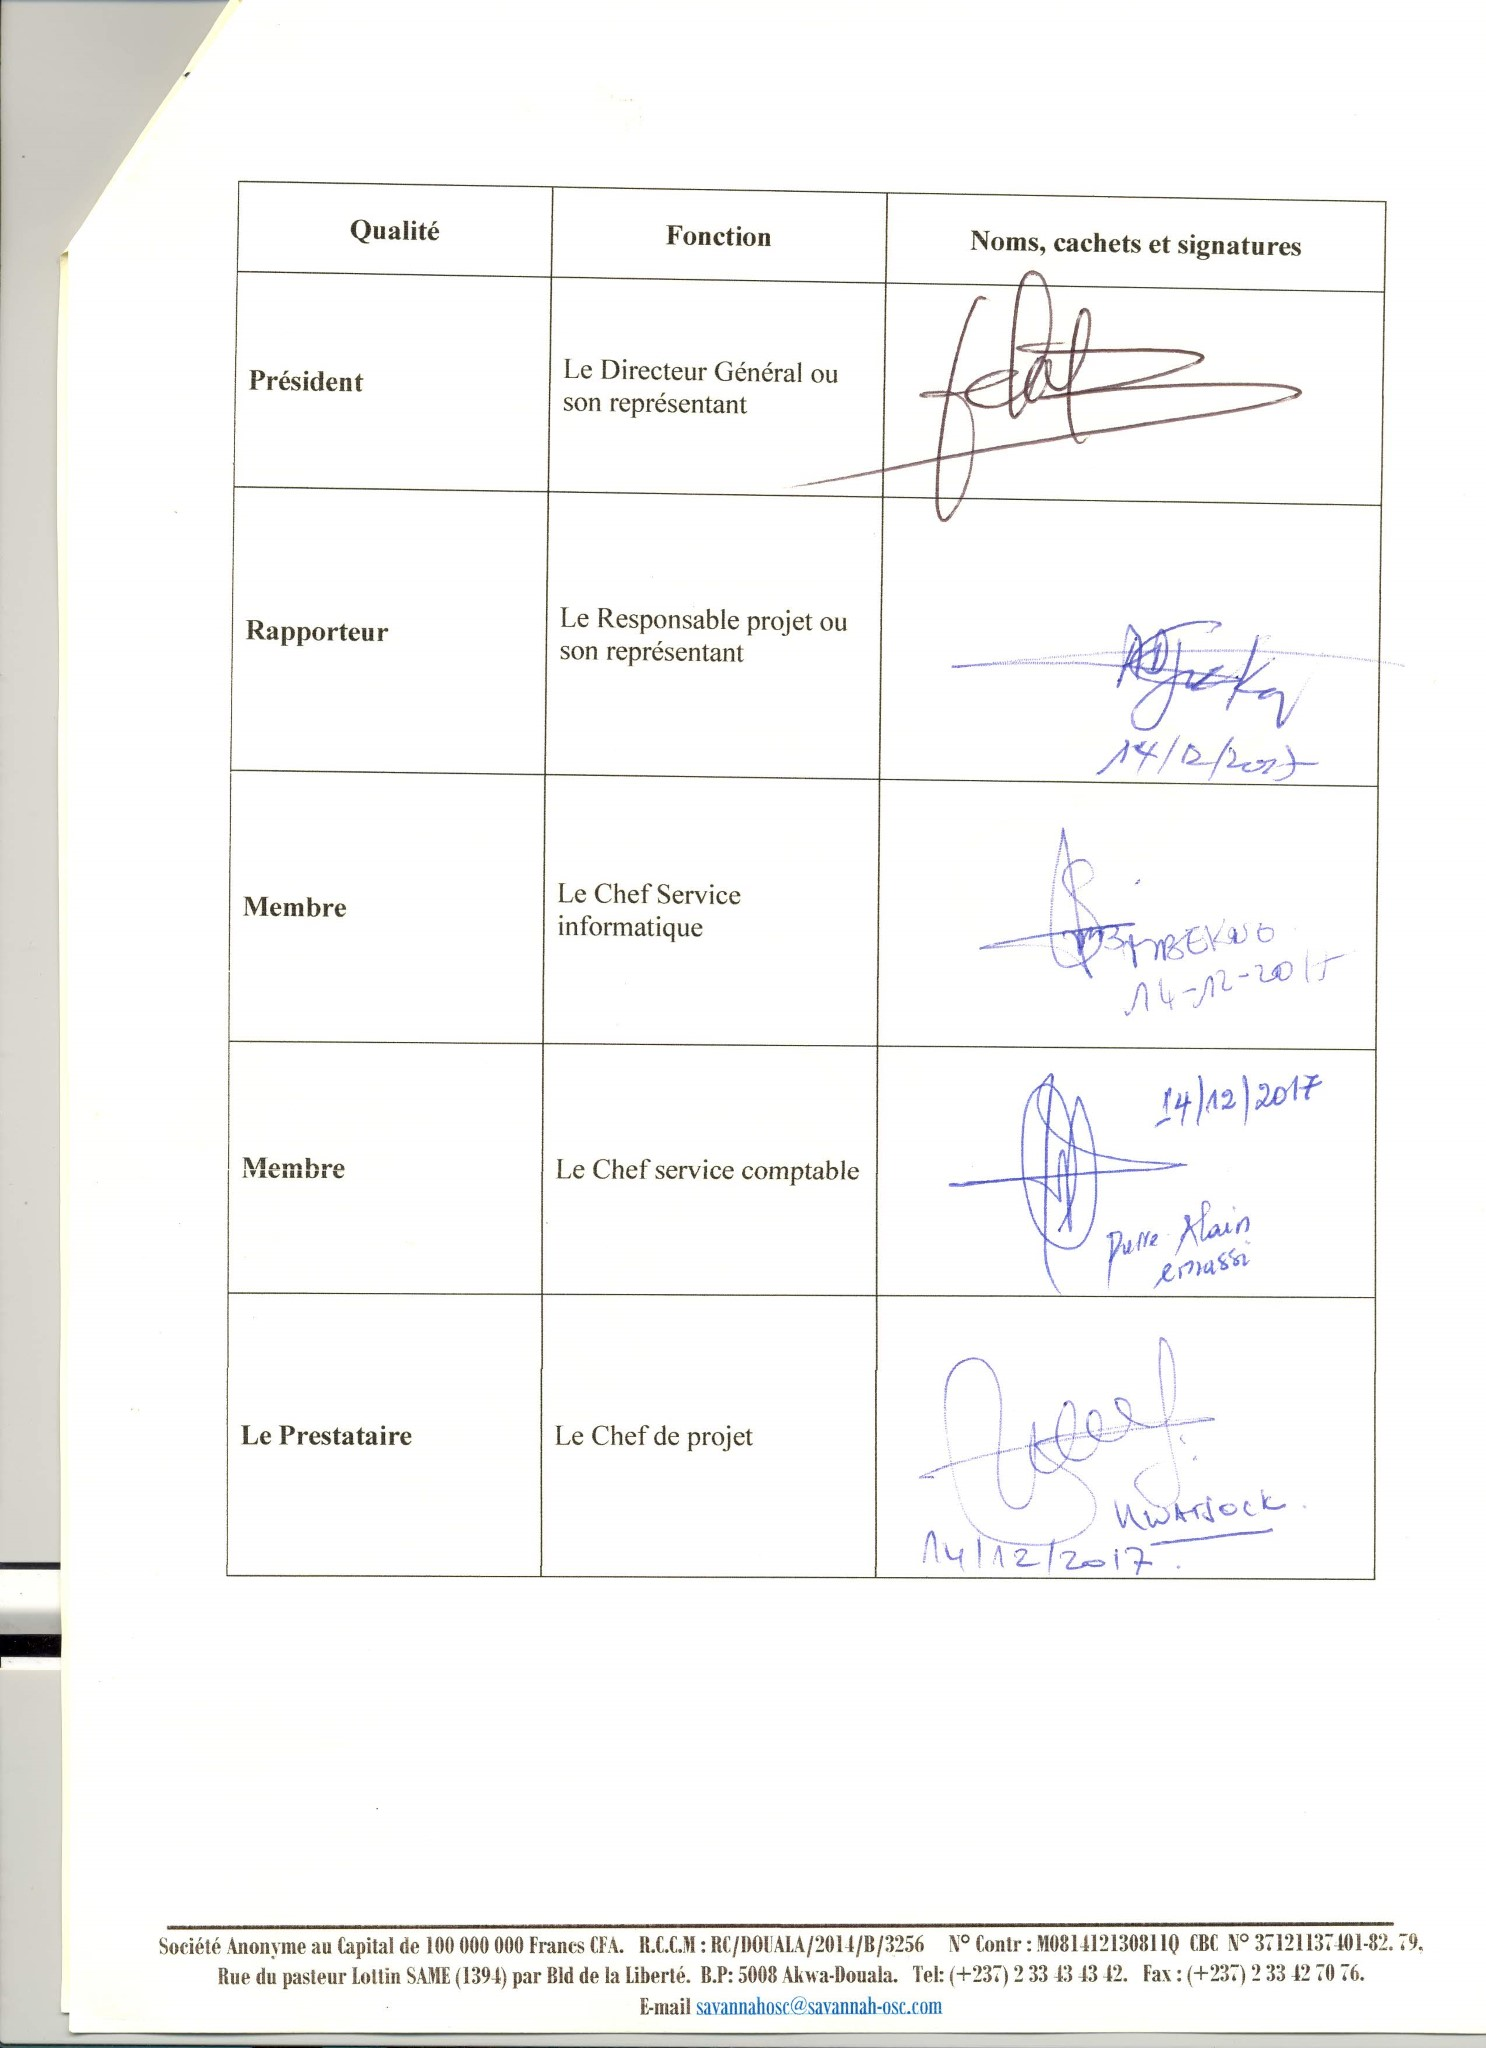 Qualité
Fonction
Noms, cachets et signatures
Président
Le Directeur Général ou
son représentant
Rapporteur
Le Responsable projet ou
son représentant
14/12/2017
Membre
Le Chef Service
informatique
14-12-2017
Membre
Le Chef service comptable
14/12/2017
Pierre Alain
Le Prestataire
Le Chef de projet
14/12/2017
Société Anonyme au Capital de 100 000 000 Francs CFA. R.C.C.M : RC/DOUALA/2014/B/3256 N° Contr : M081412130811Q CBC N° 37121137401-82. 79.
Rue du pasteur Lottin SAME (1394) par Bld de la Liberté. B.P: 5008 Akwa-Douala. Tel: (+237) 2 33 43 43 42. Fax : (+237) 2 33 42 70 76.
E-mail savannahosc@savannah-osc.com